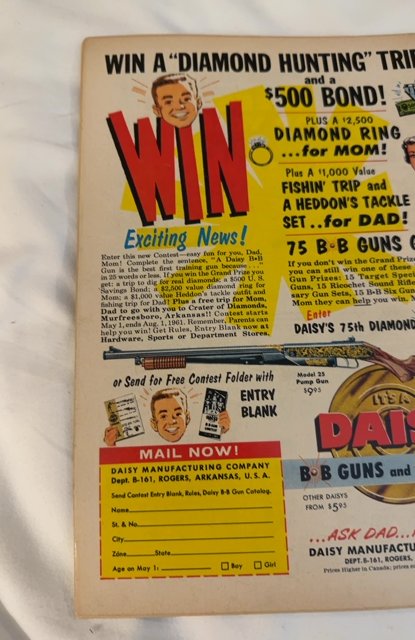 WIN A "DIAMOND HUNTING" TRIP
and a
$500 BOND!
PLUS A $2,500
DIAMOND RING
...for MOM!
Plus A $1,000 Value
FISHIN' TRIP and
A HEDDON'S TACKLE
SET..for DAD!
WIN
Exciting News!
Enter this new Contest—easy fun for you, Dad,
Mom! Complete the sentence, "A Daisy B•B
Gun is the best first training gun because "
in 25 words or less. If you win the Grand Prize you
get: a trip to dig for real diamonds, a $500 U. S.
Savings Bond; a $2,500 value diamond ring for
Mom; a $1,000 value Heddon's tackle outfit and
fishing trip for Dad! Plus a free trip for Mom,
Dad to go with you to Crater of Diamonds,
Murfreesboro, Arkansas!! Contest starts
May 1, ends Aug. 1, 1961. Remember, Parents can
help you win! Get Rules, Entry Blank now at
Hardware, Sports or Department Stores,
75 B•B GUNS
If you don't win the Grand Prize
you can still win one of these
Gun Prizes: 15 Target Special
Guns, 15 Ricochet Sound Rifle
Guns, 15 B•B Six Gun
Mom they can help you win.
Enter
DAISY'S 75th DIAMOND
Model 25
Pump Gun
$9.95
or Send for Free Contest Folder with
ENTRY
BLANK
IT'S A
DAISY
B•B GUNS and
OTHER DAISYS
FROM $5.95
MAIL NOW!
DAISY MANUFACTURING COMPANY
Dept. B-161, ROGERS, ARKANSAS, U. S. A.
Send Contest Entry Blank, Rules, Daisy B-B Gun Catalog.
Name
St. & No.
City
Zone State
Age on May 1: Boy Girl
...ASK DAD...
DAISY MANUFACTU
DEPT. B-161, ROGERS,
Prices Higher in Canada; prices